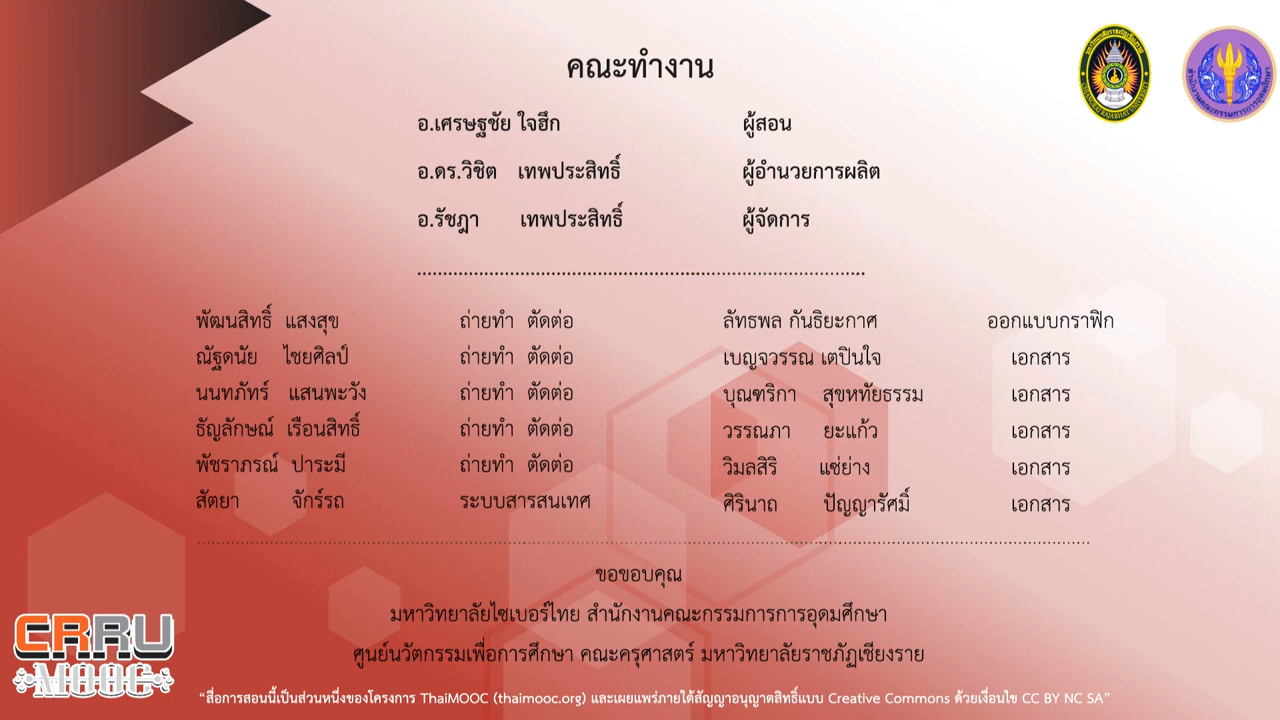 คณะทำงาน
อ.เศรษฐชัย ใจฮึก ผู้สอน
อ.ดร.วิชิต เทพประสิทธิ์ ผู้อำนวยการผลิต
อ.รัชฎา เทพประสิทธิ์ ผู้จัดการ
พัฒนสิทธิ์ แสงสุข ถ่ายทำ ตัดต่อ ลัทธพล กันธิยะกาศ ออกแบบกราฟิก
ณัฐดนัย ไชยศิลป์ ถ่ายทำ ตัดต่อ เบญจวรรณ เตปินใจ เอกสาร
นนทภัทร์ แสนพะวัง ถ่ายทำ ตัดต่อ บุณฑริกา สุขหทัยธรรม เอกสาร
ธัญลักษณ์ เรือนสิทธิ์ ถ่ายทำ ตัดต่อ วรรณภา ยะแก้ว เอกสาร
พัชราภรณ์ ปาระมี ถ่ายทำ ตัดต่อ วิมลสิริ แซ่ย่าง เอกสาร
สัตยา จักร์รถ ระบบสารสนเทศ ศิรินาถ ปัญญารัศมิ์ เอกสาร
ขอขอบคุณ
มหาวิทยาลัยไซเบอร์ไทย สำนักงานคณะกรรมการการอุดมศึกษา
ศูนย์นวัตกรรมเพื่อการศึกษา คณะครุศาสตร์ มหาวิทยาลัยราชภัฏเชียงราย
CRRU
MOOC
“สื่อการสอนนี้เป็นส่วนหนึ่งของโครงการ ThaiMOOC (thaimooc.org) และเผยแพร่ภายใต้สัญญาอนุญาตสิทธิ์แบบ Creative Commons ด้วยเงื่อนไข CC BY NC SA”